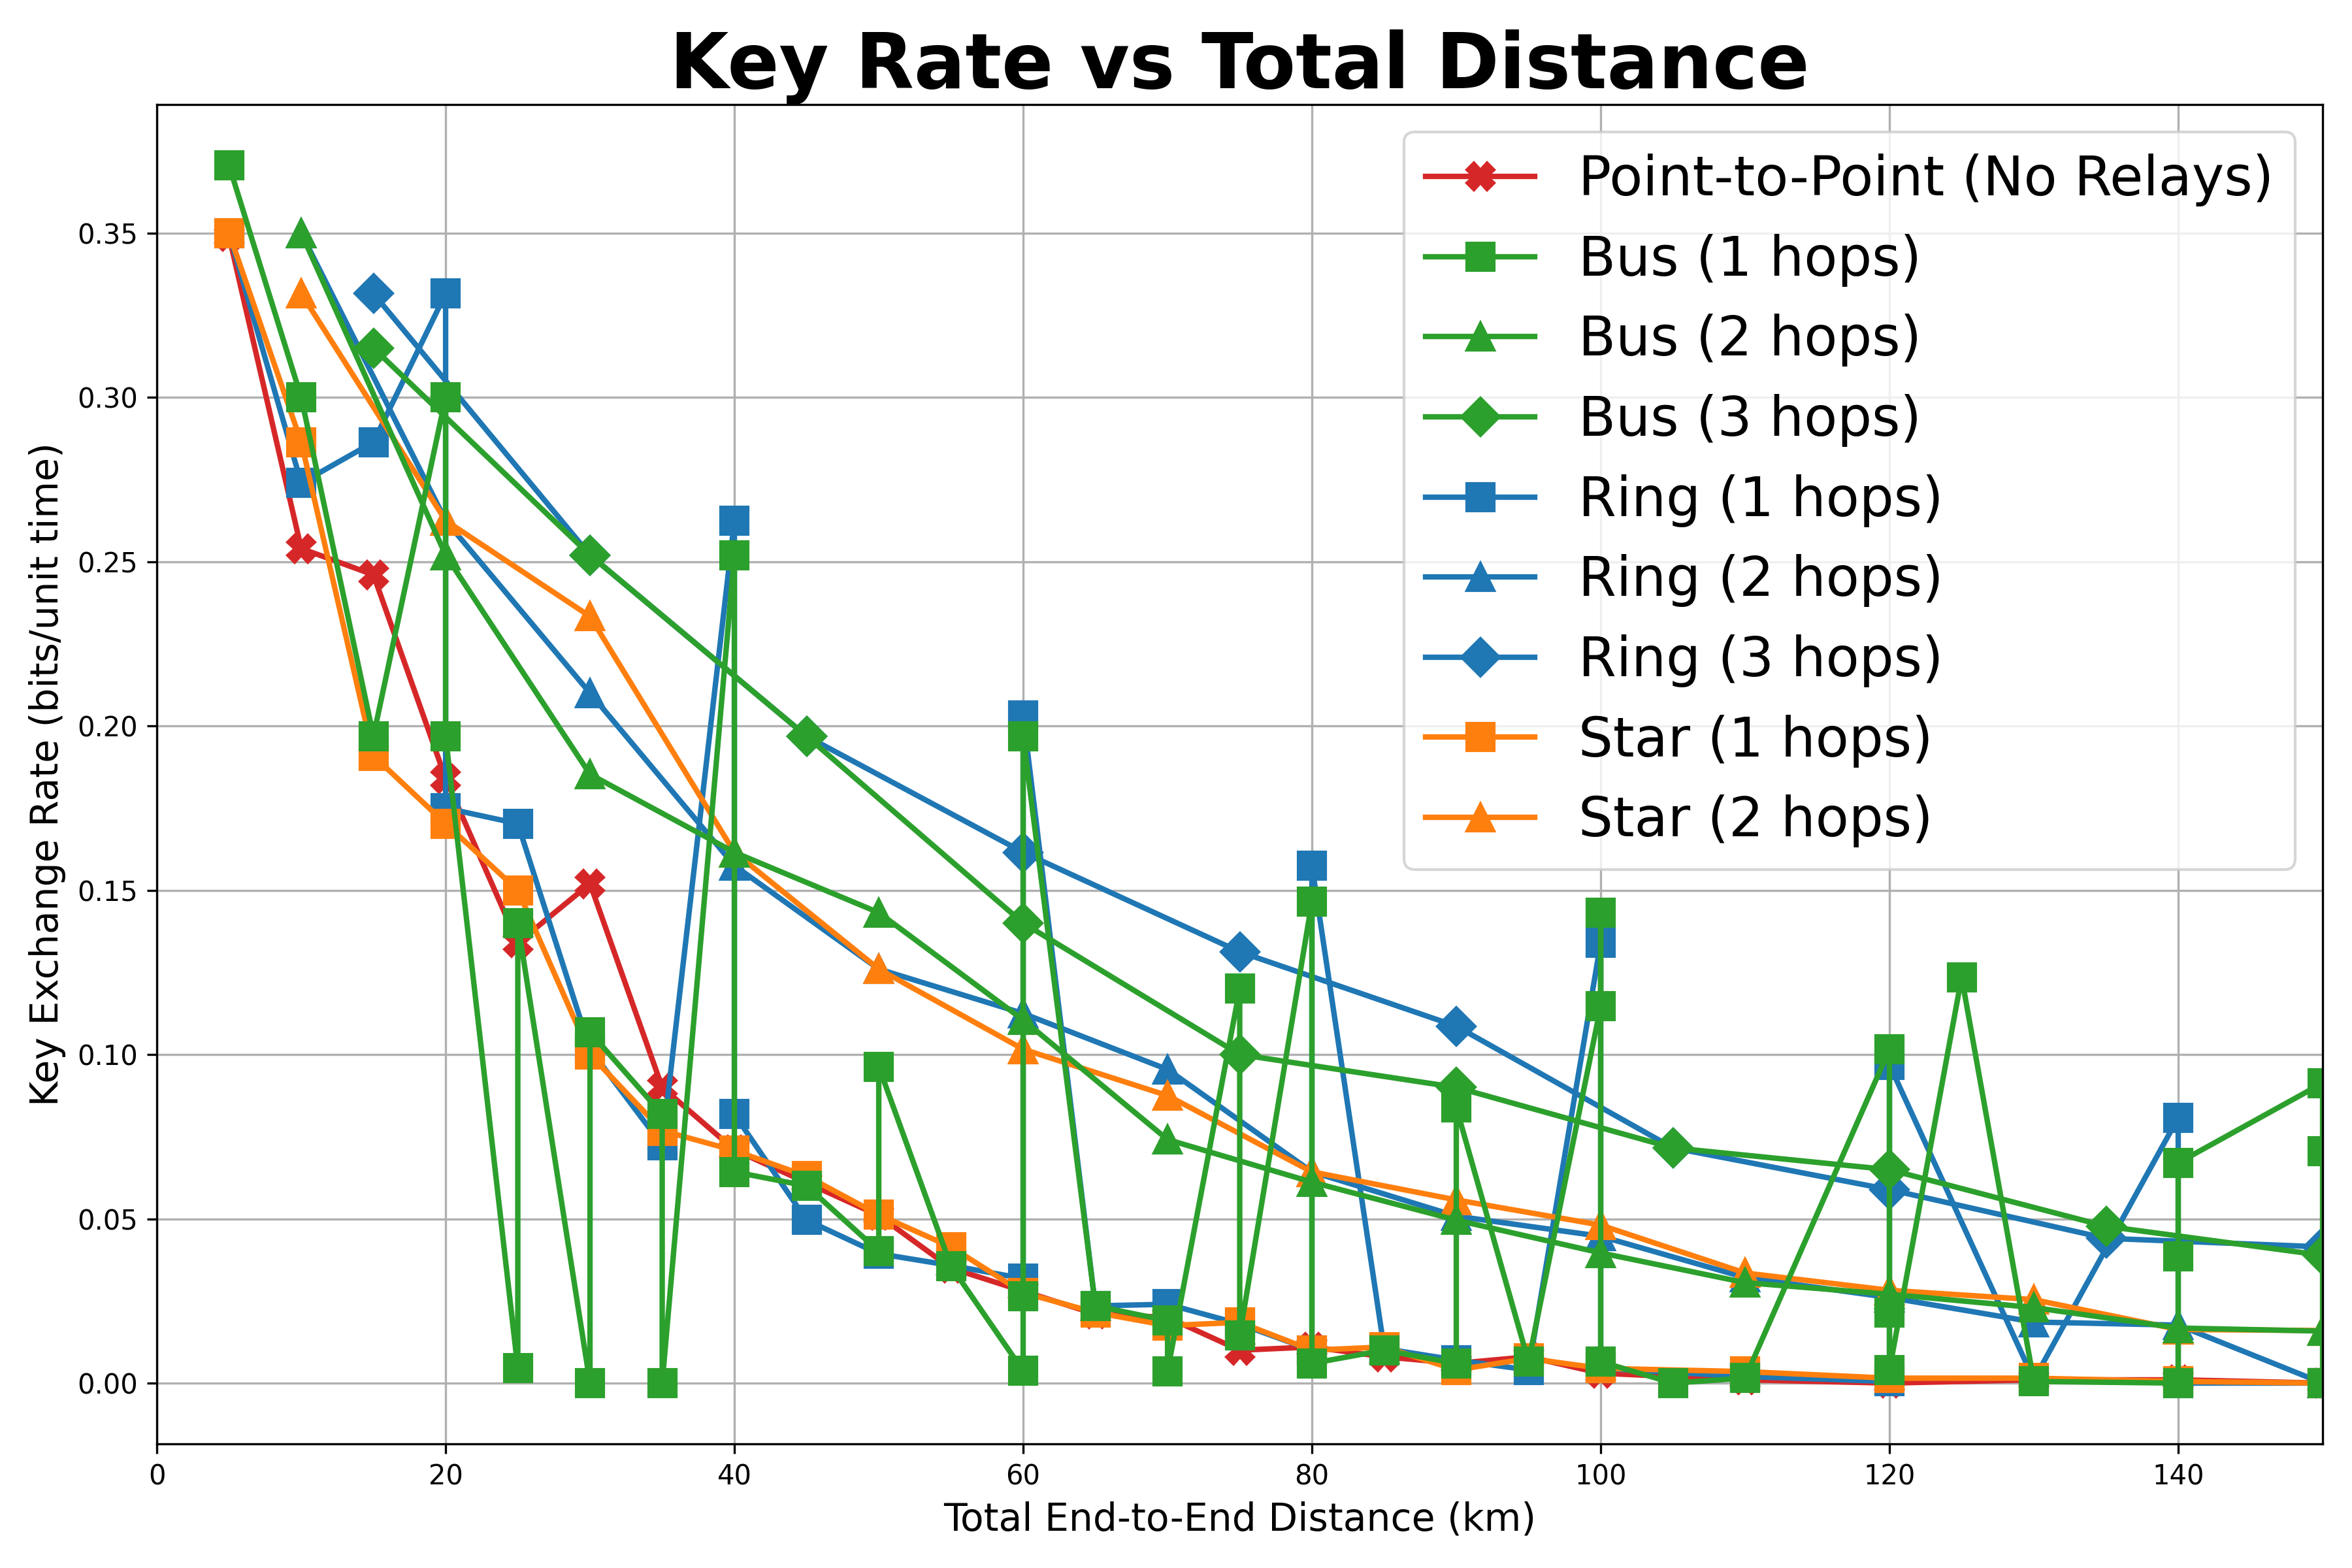 Key Rate vs Total Distance
Key Exchange Rate (bits/unit time)
0.35
0.30
0.25
0.20
0.15
0.10
0.05
0.00
Point-to-Point (No Relays)
Bus (1 hops)
Bus (2 hops)
Bus (3 hops)
Ring (1 hops)
Ring (2 hops)
Ring (3 hops)
Star (1 hops)
Star (2 hops)
0 20 40 60 80 100 120 140
Total End-to-End Distance (km)